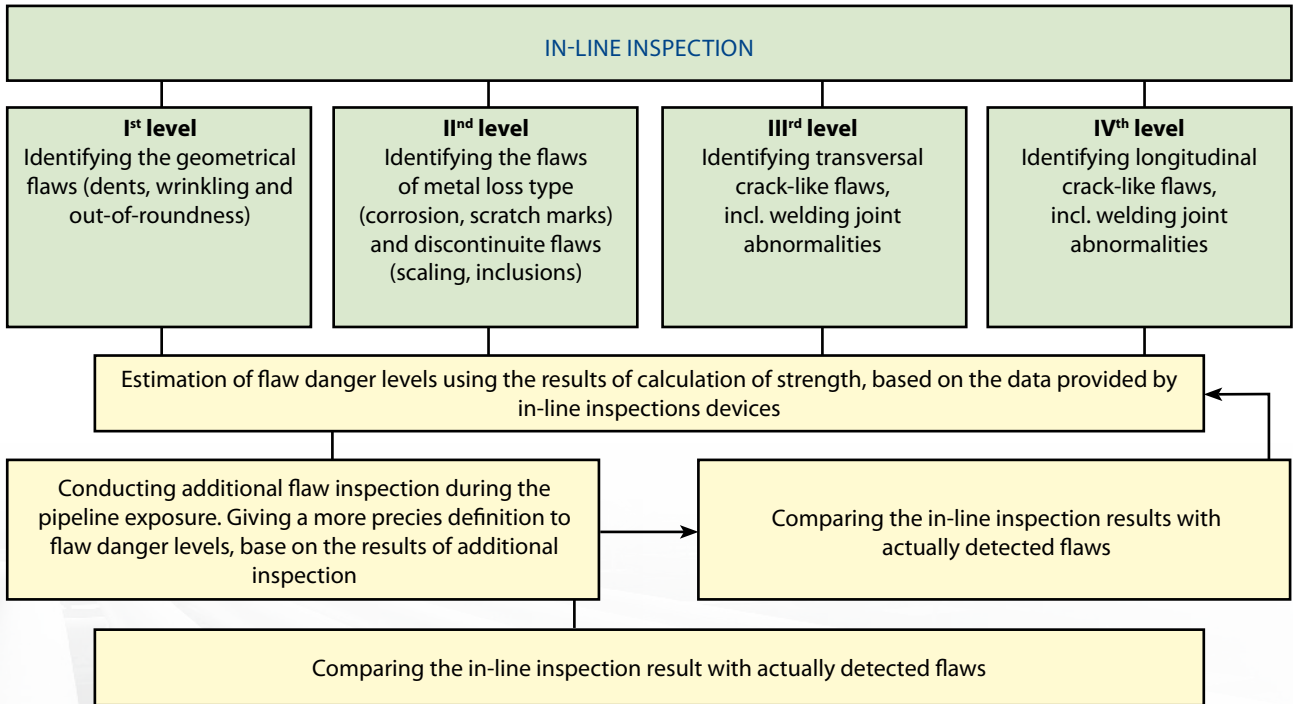 IN-LINE INSPECTION
Ist level
Identifying the geometrical
flaws (dents, wrinkling and
out-of-roundness)
IInd level
Identifying the flaws
of metal loss type
(corrosion, scratch marks)
and discontinuite flaws
(scaling, inclusions)
IIIrd level
Identifying transversal
crack-like flaws,
incl. welding joint
abnormalities
IVth level
Identifying longitudinal
crack-like flaws,
incl. welding joint
abnormalities
Estimation of flaw danger levels using the results of calculation of strength, based on the data provided by
in-line inspections devices
Conducting additional flaw inspection during the
pipeline exposure. Giving a more precies definition to
flaw danger levels, base on the results of additional
inspection
Comparing the in-line inspection results with
actually detected flaws
Comparing the in-line inspection result with actually detected flaws